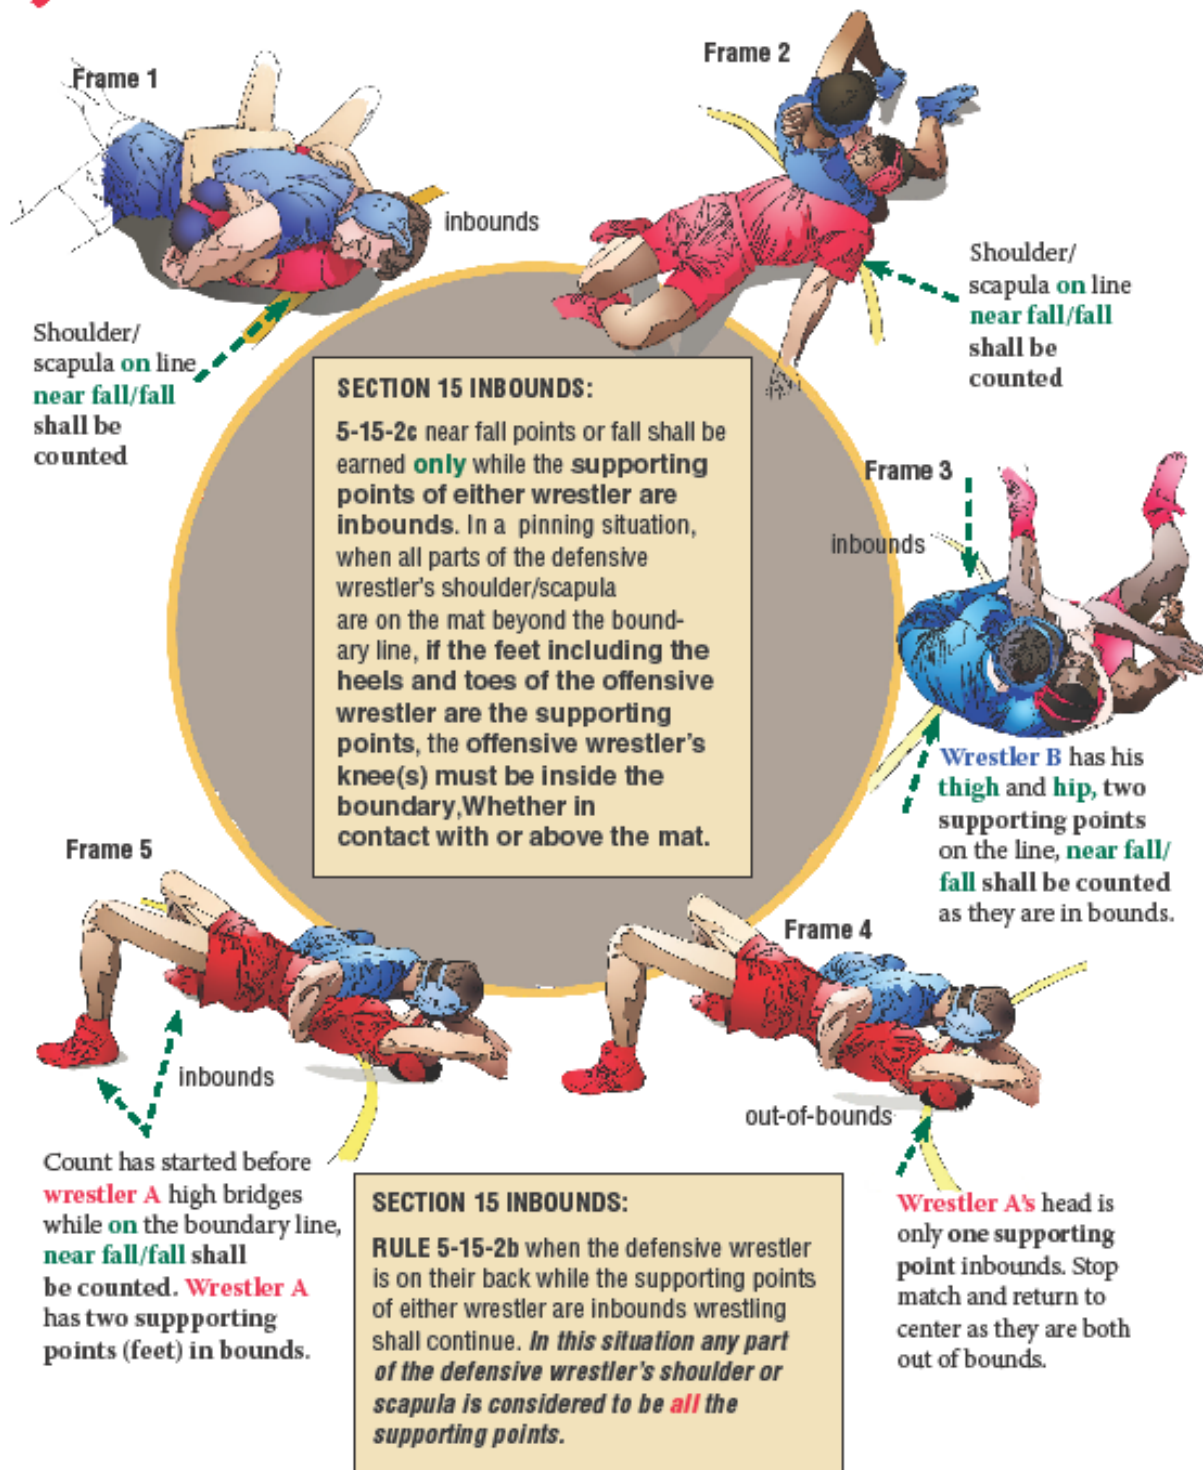 Frame 1
inbounds
Shoulder/
scapula on line
near fall/fall
shall be
counted
Frame 2
Shoulder/
scapula on line
near fall/fall
shall be
counted
SECTION 15 INBOUNDS:
5-15-2c near fall points or fall shall be
earned only while the supporting
points of either wrestler are
inbounds. In a pinning situation,
when all parts of the defensive
wrestler's shoulder/scapula
are on the mat beyond the bound-
ary line, if the feet including the
heels and toes of the offensive
wrestler are the supporting
points, the offensive wrestler's
knee(s) must be inside the
boundary,Whether in
contact with or above the mat.
Frame 3
inbounds
Wrestler B has his
thigh and hip, two
supporting points
on the line, near fall/
fall shall be counted
as they are in bounds.
Frame 5
inbounds
Count has started before
wrestler A high bridges
while on the boundary line,
near fall/fall shall
be counted. Wrestler A
has two suppporting
points (feet) in bounds.
Frame 4
out-of-bounds
Wrestler A's head is
only one supporting
point inbounds. Stop
match and return to
center as they are both
out of bounds.
SECTION 15 INBOUNDS:
RULE 5-15-2b when the defensive wrestler
is on their back while the supporting points
of either wrestler are inbounds wrestling
shall continue. In this situation any part
of the defensive wrestler's shoulder or
scapula is considered to be all the
supporting points.